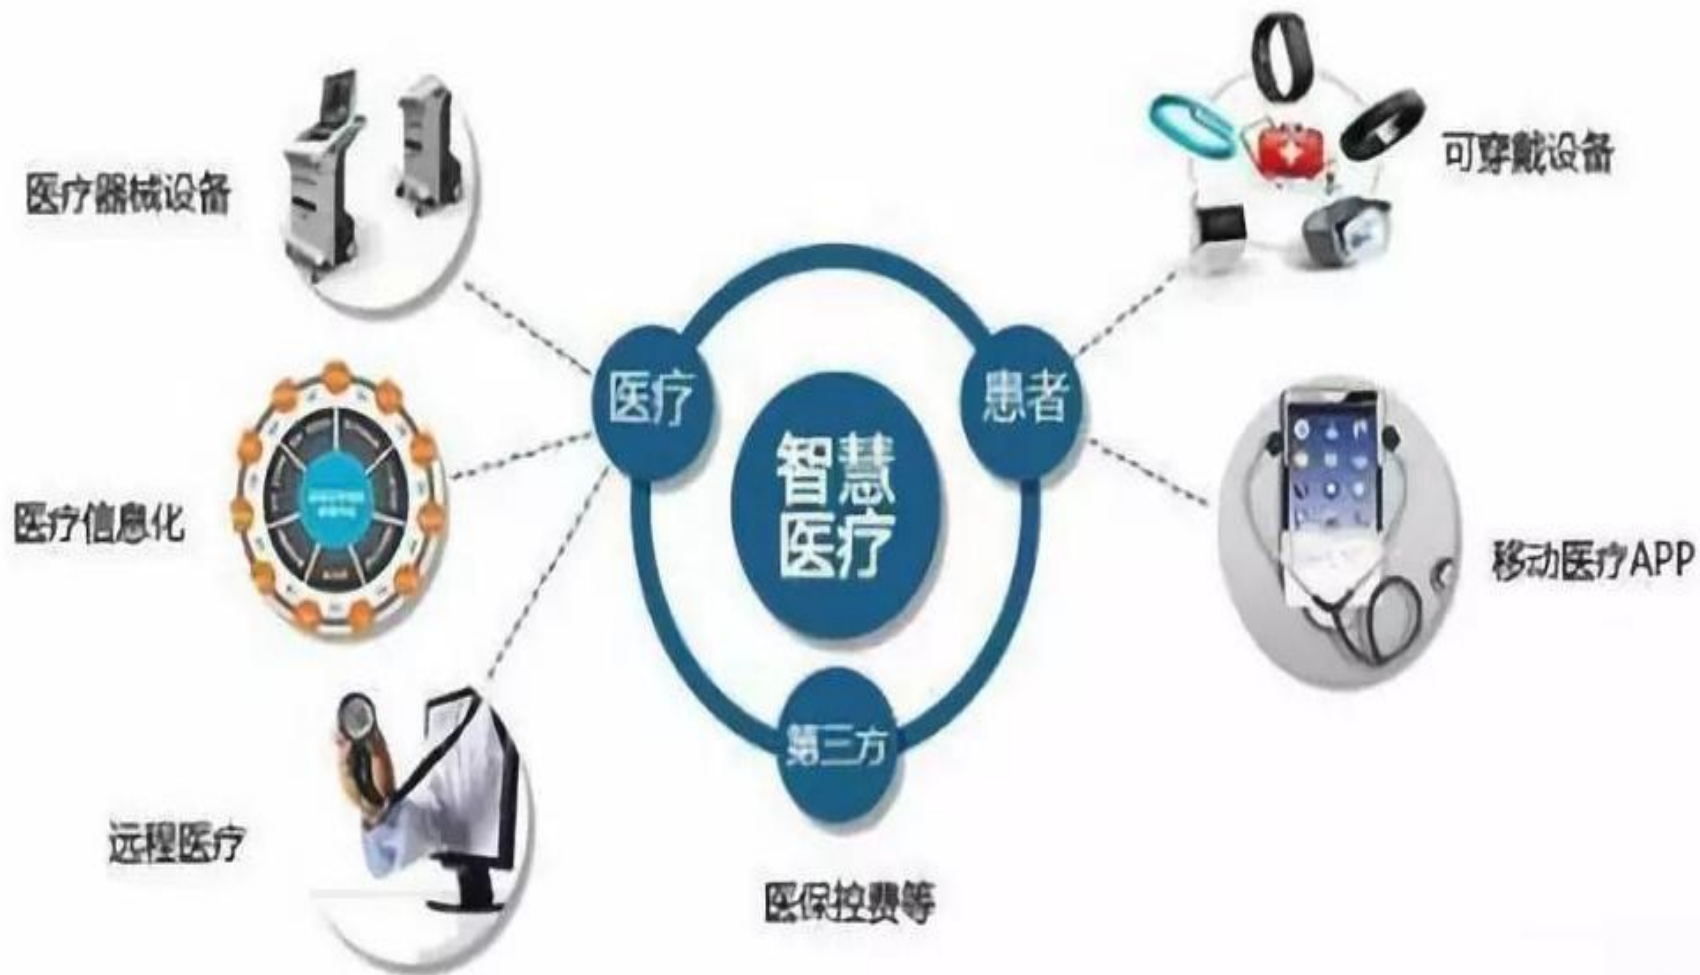 医疗器械设备
可穿戴设备
医疗
患者
智慧
医疗
医疗信息化
移动医疗APP
第三方
远程医疗
医保控费等